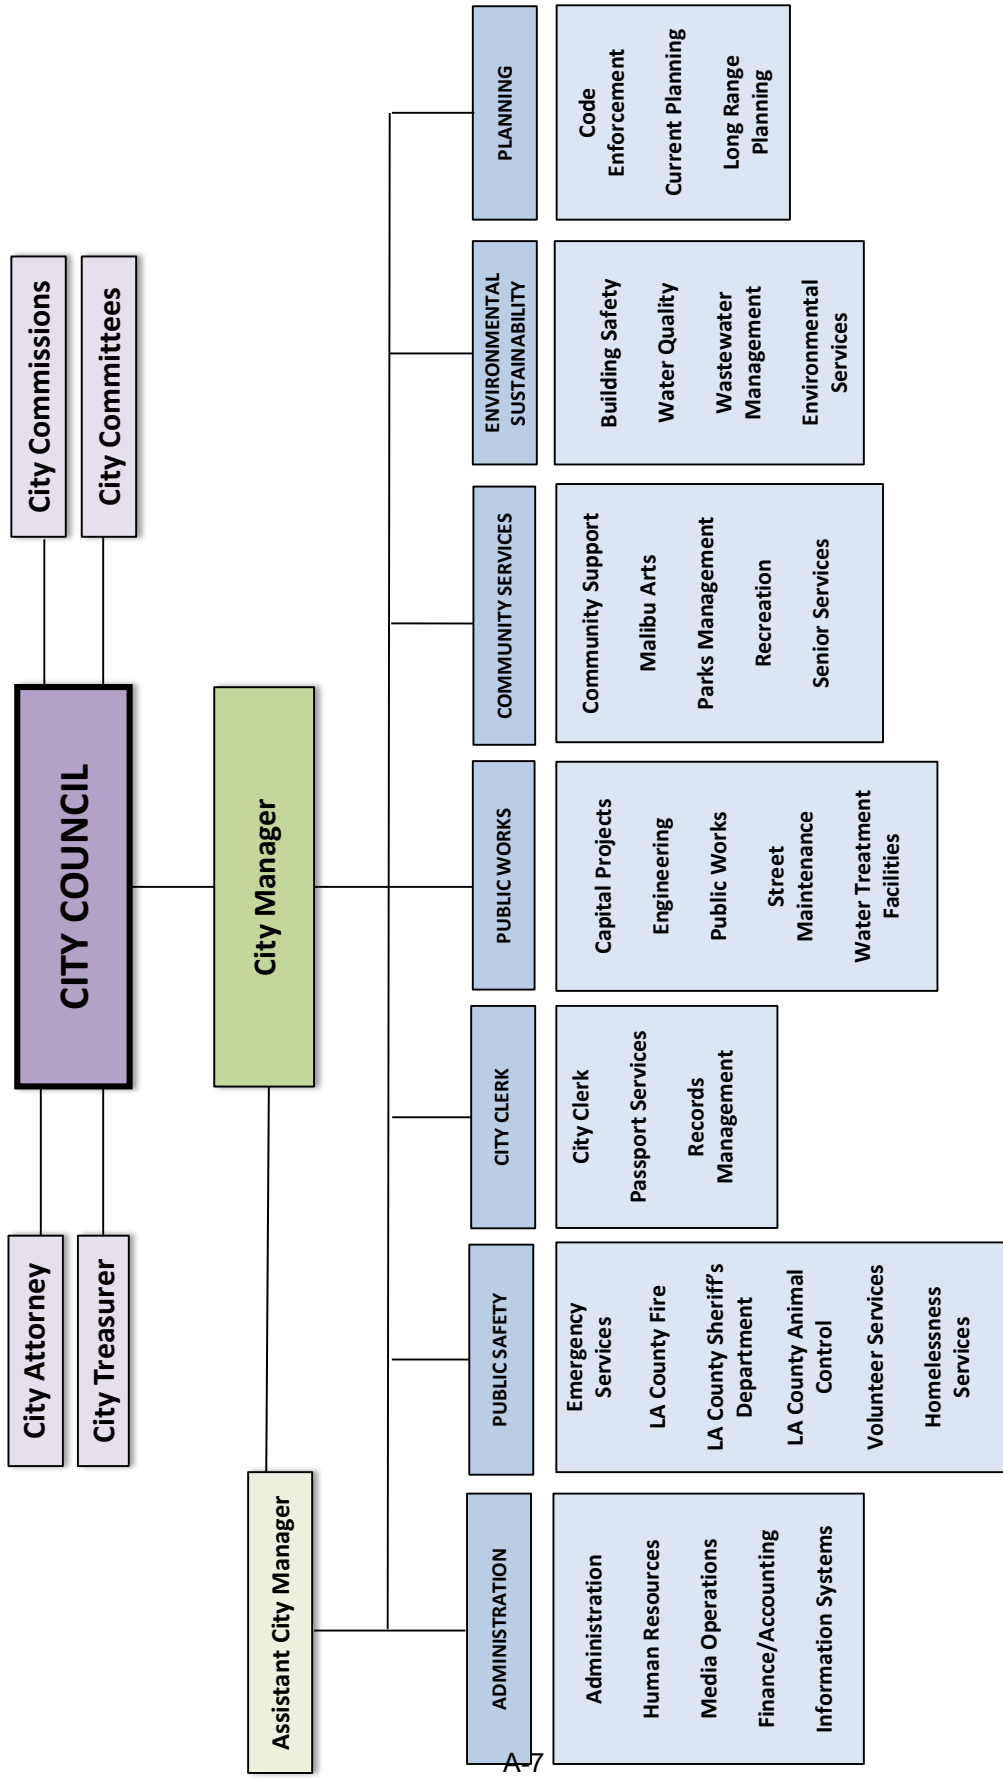 City Attorney
City Treasurer
CITY COUNCIL
City Commissions
City Committees
City Manager
Assistant City Manager
ADMINISTRATION
Administration
Human Resources
Media Operations
Finance/Accounting
Information Systems
PUBLIC SAFETY
Emergency
Services
LA County Fire
LA County Sheriff's
Department
LA County Animal
Control
Volunteer Services
Homelessness
Services
CITY CLERK
City Clerk
Passport Services
Records
Management
PUBLIC WORKS
Capital Projects
Engineering
Public Works
Street
Maintenance
Water Treatment
Facilities
COMMUNITY SERVICES
Community Support
Malibu Arts
Parks Management
Recreation
Senior Services
ENVIRONMENTAL
SUSTAINABILITY
Building Safety
Water Quality
Wastewater
Management
Environmental
Services
PLANNING
Code
Enforcement
Current Planning
Long Range
Planning
A-7